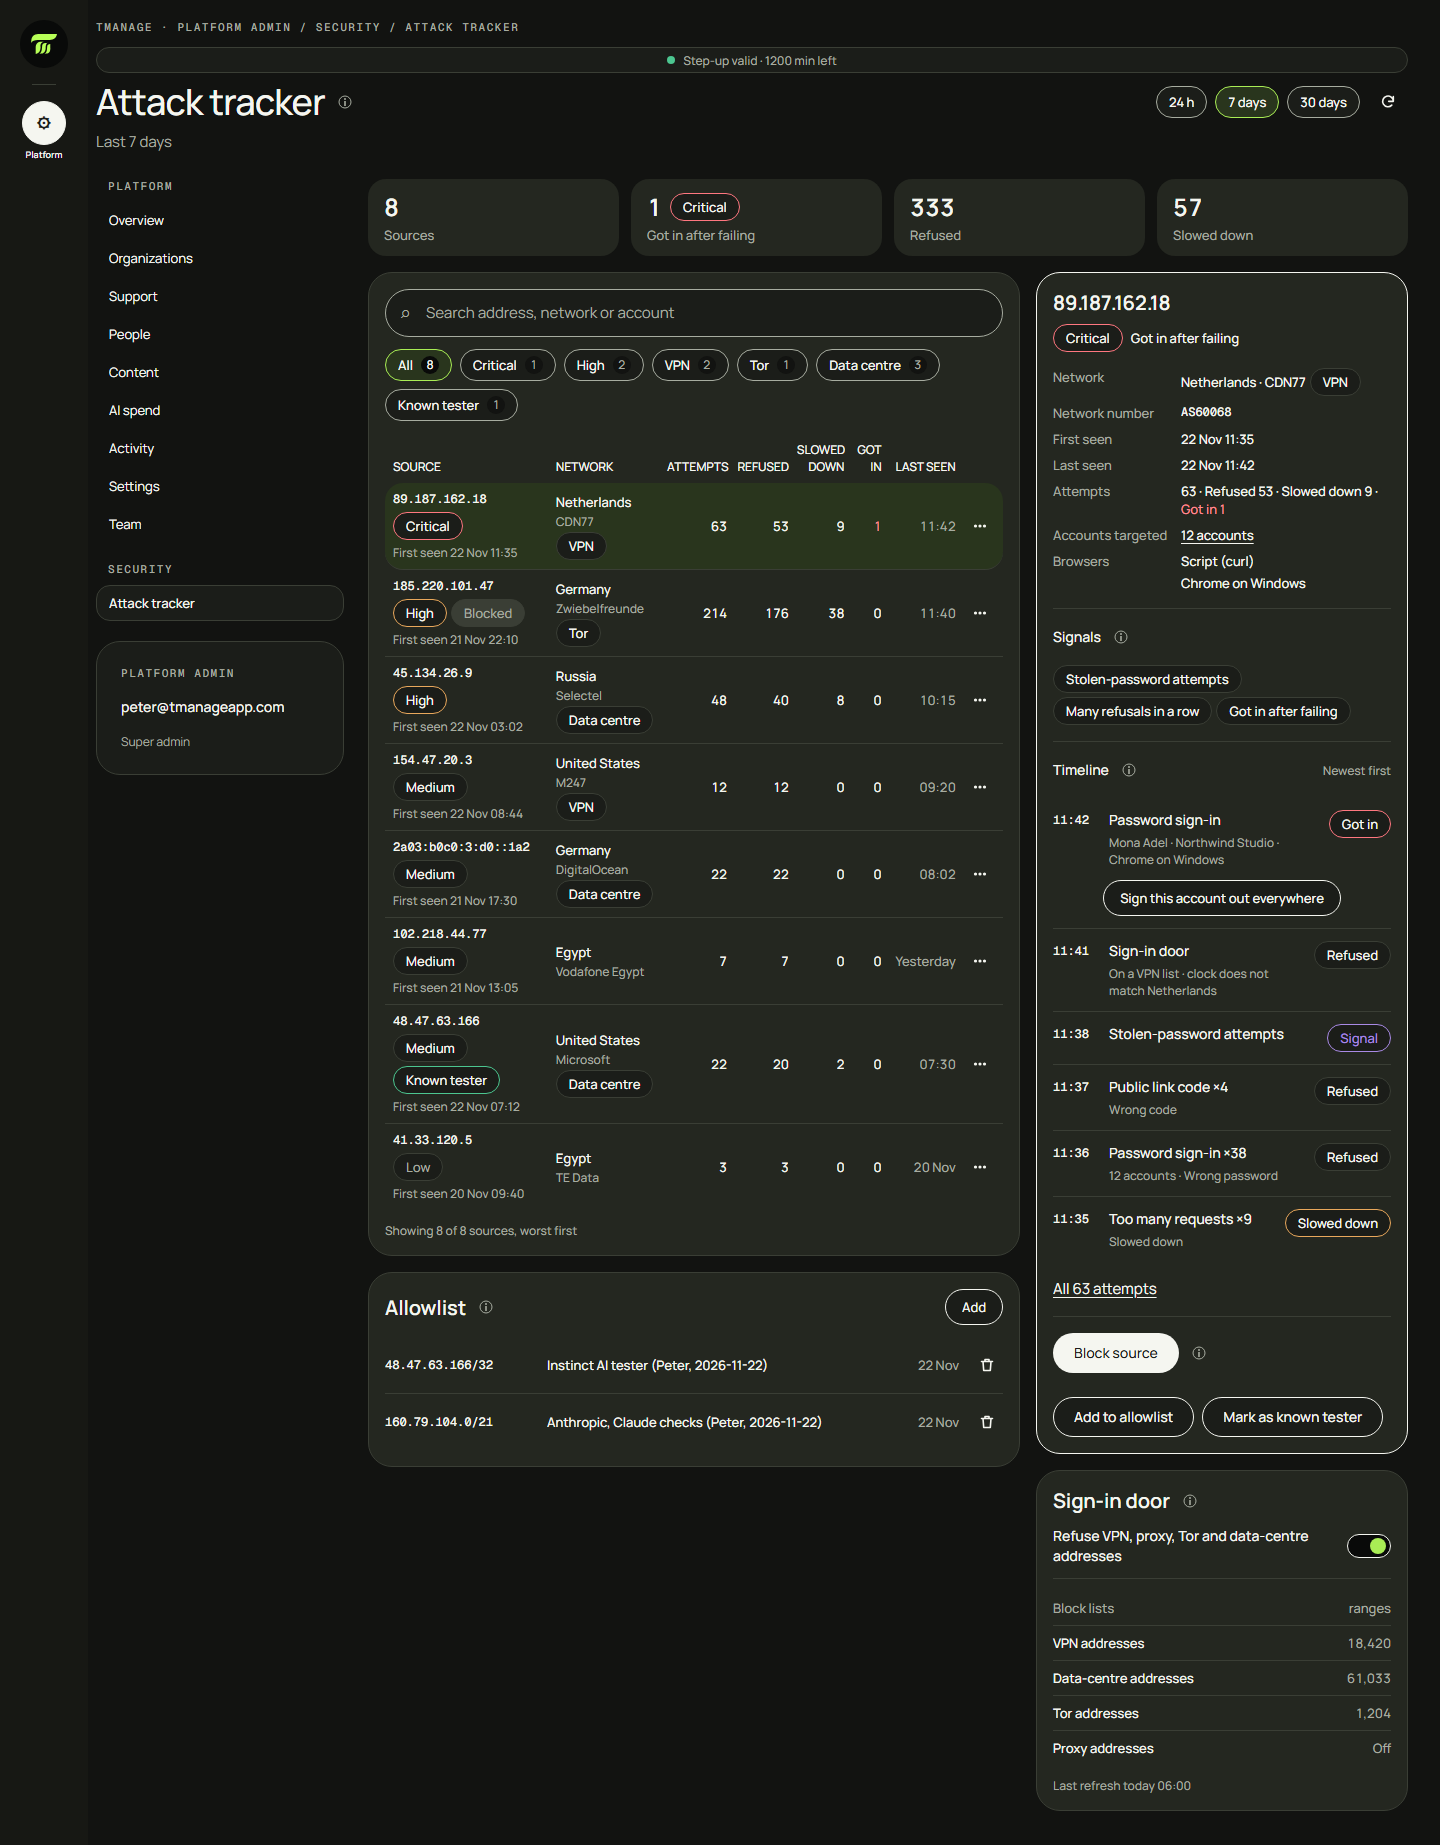 TMANAGE · PLATFORM ADMIN / SECURITY / ATTACK TRACKER
Step-up valid · 1200 min left
Platform
Attack tracker
Last 7 days
24 h
7 days
30 days
PLATFORM
Overview
Organizations
Support
People
Content
AI spend
Activity
Settings
Team
SECURITY
Attack tracker
PLATFORM ADMIN
peter@tmanageapp.com
Super admin
8
Sources
1 Critical
Got in after failing
333
Refused
57
Slowed down
Search address, network or account
All 8
Critical 1
High 2
VPN 2
Tor 1
Data centre 3
Known tester 1
SOURCE NETWORK ATTEMPTS REFUSED SLOWED DOWN GOT IN LAST SEEN
89.187.162.18
Critical
First seen 22 Nov 11:35
Netherlands
CDN77
VPN
63 53 9 1 11:42
185.220.101.47
High Blocked
First seen 21 Nov 22:10
Germany
Zwiebelfreunde
Tor
214 176 38 0 11:40
45.134.26.9
High
First seen 22 Nov 03:02
Russia
Selectel
Data centre
48 40 8 0 10:15
154.47.20.3
Medium
First seen 22 Nov 08:44
United States
M247
VPN
12 12 0 0 09:20
2a03:b0c0:3:d0::1a2
Medium
First seen 21 Nov 17:30
Germany
DigitalOcean
Data centre
22 22 0 0 08:02
102.218.44.77
Medium
First seen 21 Nov 13:05
Egypt
Vodafone Egypt
7 7 0 0 Yesterday
48.47.63.166
Medium
Known tester
First seen 22 Nov 07:12
United States
Microsoft
Data centre
22 20 2 0 07:30
41.33.120.5
Low
First seen 20 Nov 09:40
Egypt
TE Data
3 3 0 0 20 Nov
Showing 8 of 8 sources, worst first
Allowlist
Add
48.47.63.166/32 Instinct AI tester (Peter, 2026-11-22) 22 Nov
160.79.104.0/21 Anthropic, Claude checks (Peter, 2026-11-22) 22 Nov
89.187.162.18
Critical Got in after failing
Network Netherlands · CDN77 VPN
Network number AS60068
First seen 22 Nov 11:35
Last seen 22 Nov 11:42
Attempts 63 · Refused 53 · Slowed down 9 ·
Got in 1
Accounts targeted 12 accounts
Browsers Script (curl)
Chrome on Windows
Signals
Stolen-password attempts
Many refusals in a row
Got in after failing
Timeline
Newest first
11:42 Password sign-in Got in
Mona Adel · Northwind Studio ·
Chrome on Windows
Sign this account out everywhere
11:41 Sign-in door Refused
On a VPN list · clock does not
match Netherlands
11:38 Stolen-password attempts Signal
11:37 Public link code ×4 Refused
Wrong code
11:36 Password sign-in ×38 Refused
12 accounts · Wrong password
11:35 Too many requests ×9 Slowed down
Slowed down
All 63 attempts
Block source
Add to allowlist
Mark as known tester
Sign-in door
Refuse VPN, proxy, Tor and data-centre
addresses
Block lists ranges
VPN addresses 18,420
Data-centre addresses 61,033
Tor addresses 1,204
Proxy addresses Off
Last refresh today 06:00